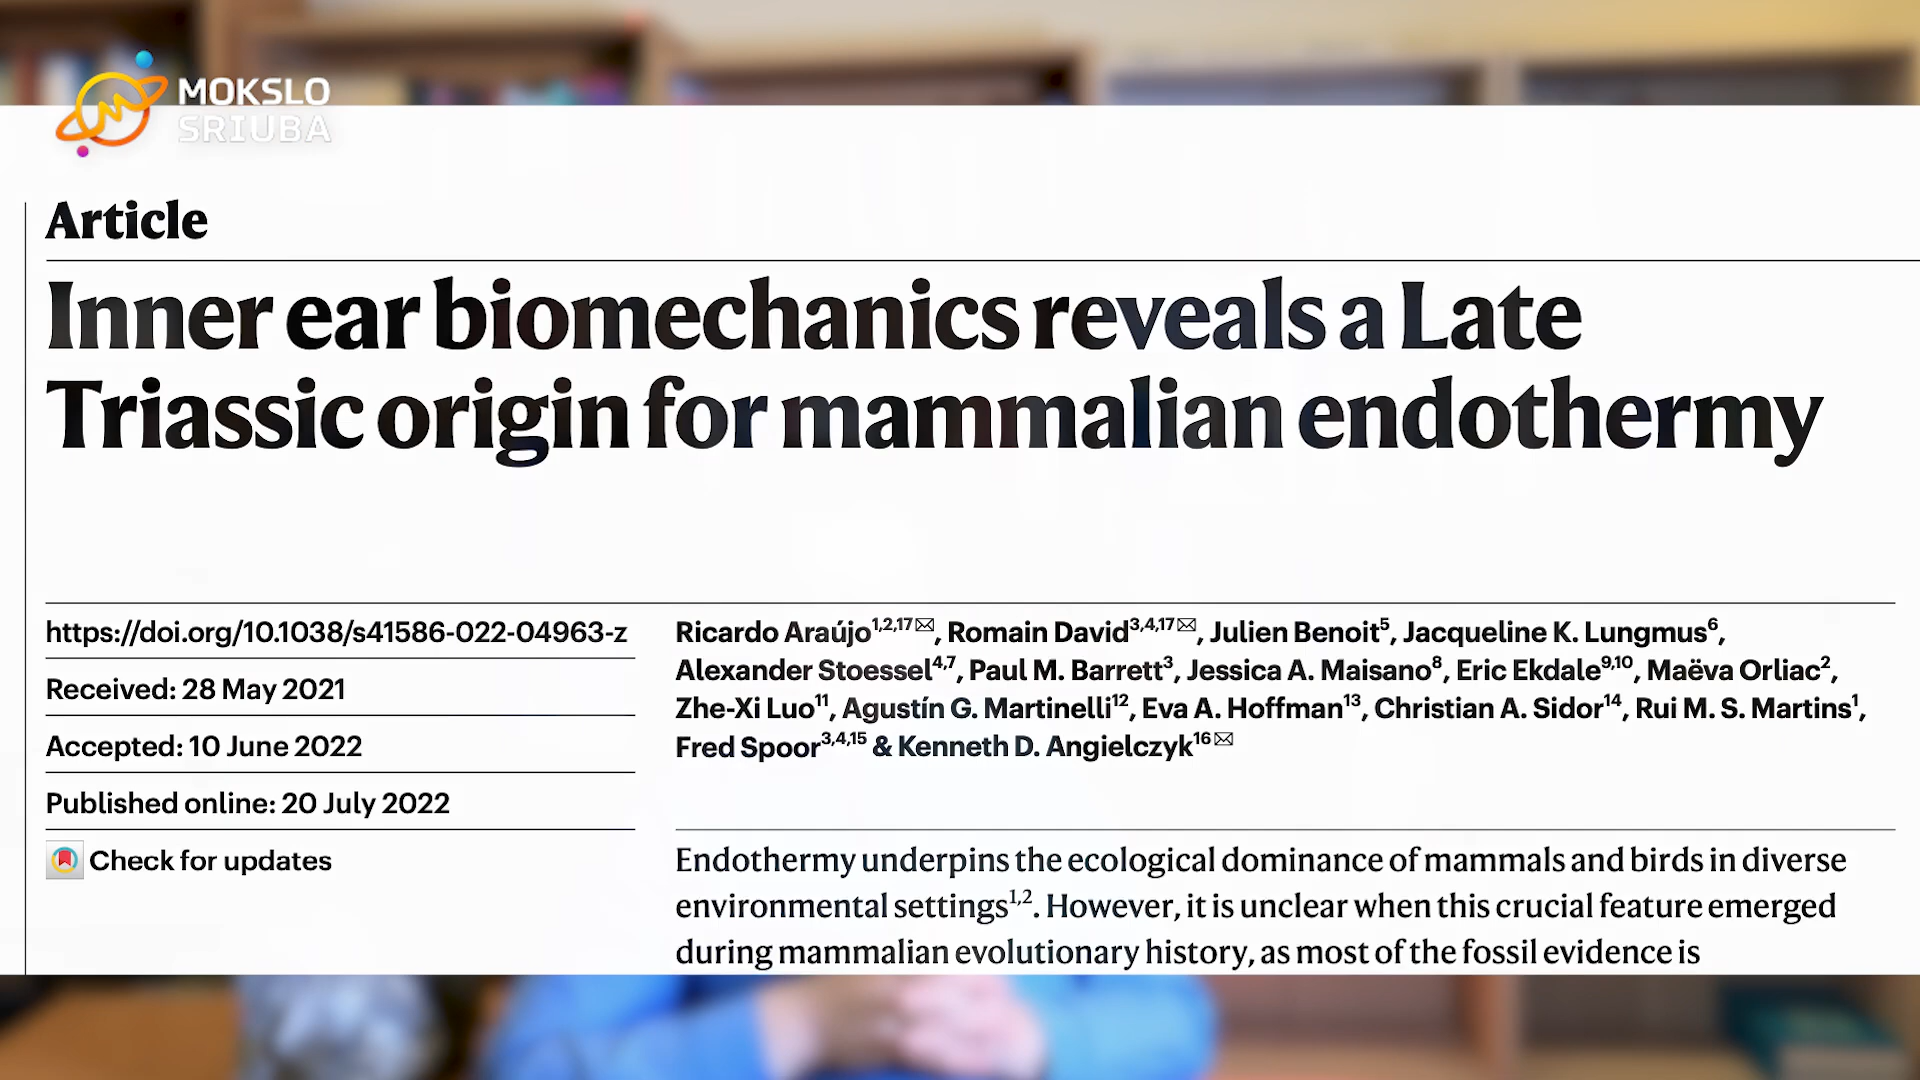 MOKSLO
SRIUBA
Article
Inner ear biomechanics reveals a Late
Triassic origin for mammalian endothermy
https://doi.org/10.1038/s41586-022-04963-z
Received: 28 May 2021
Accepted: 10 June 2022
Published online: 20 July 2022
Check for updates
Ricardo Araújo1,2,17✉, Romain David3,4,17✉, Julien Benoit5, Jacqueline K. Lungmus6,
Alexander Stoessel4,7, Paul M. Barrett3, Jessica A. Maisano8, Eric Ekdale9,10, Maëva Orliac2,
Zhe-Xi Luo11, Agustín G. Martinelli12, Eva A. Hoffman13, Christian A. Sidor14, Rui M. S. Martins1,
Fred Spoor3,4,15 & Kenneth D. Angielczyk16✉
Endothermy underpins the ecological dominance of mammals and birds in diverse
environmental settings1,2. However, it is unclear when this crucial feature emerged
during mammalian evolutionary history, as most of the fossil evidence is